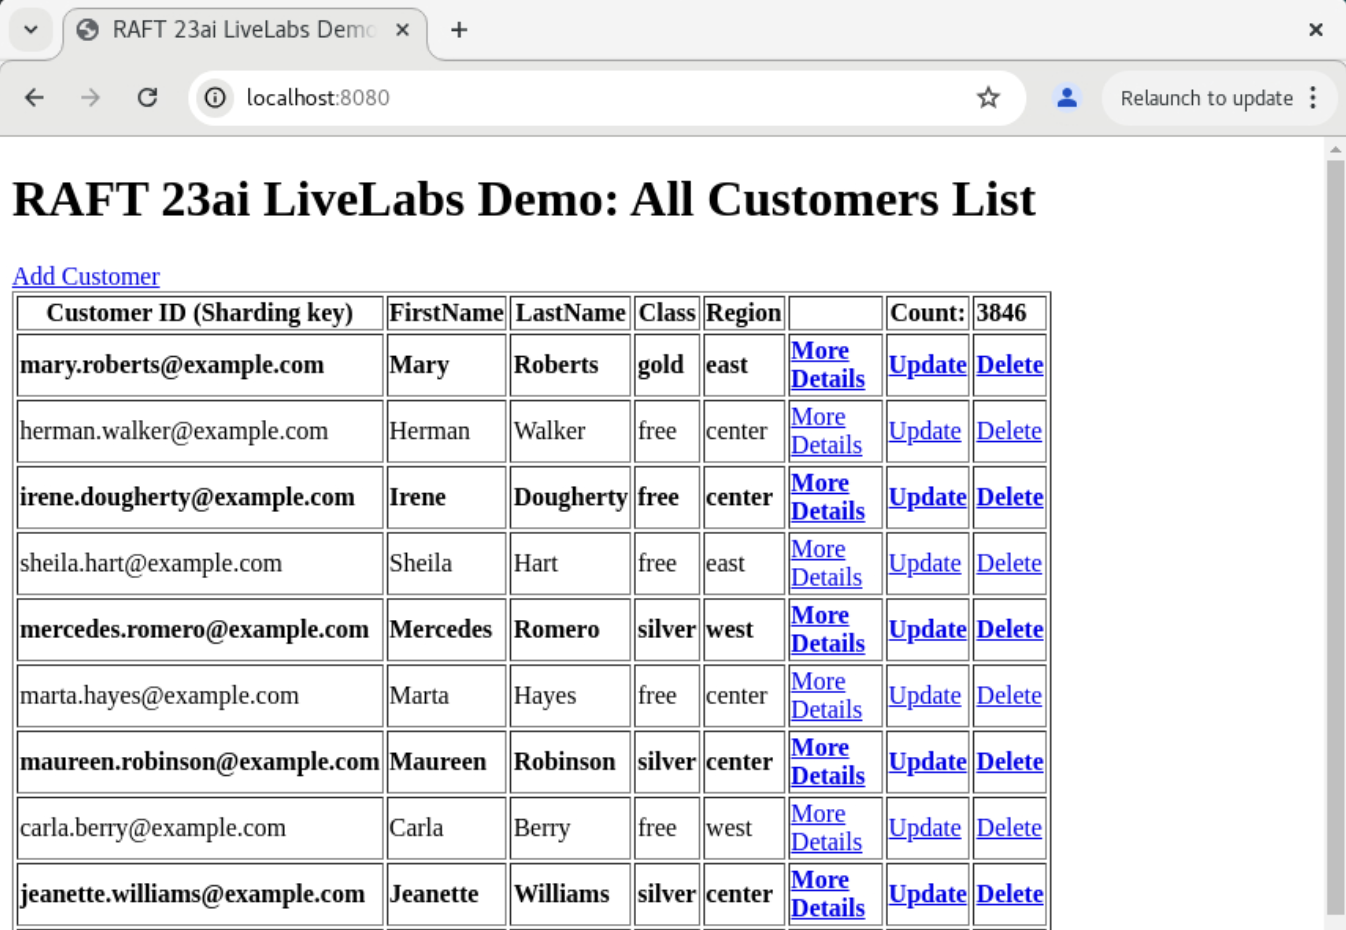 RAFT 23ai LiveLabs Demo
localhost:8080
Relaunch to update
RAFT 23ai LiveLabs Demo: All Customers List
Add Customer
Customer ID (Sharding key) FirstName LastName Class Region Count: 3846
mary.roberts@example.com Mary Roberts gold east More Details Update Delete
herman.walker@example.com Herman Walker free center More Details Update Delete
irene.dougherty@example.com Irene Dougherty free center More Details Update Delete
sheila.hart@example.com Sheila Hart free east More Details Update Delete
mercedes.romero@example.com Mercedes Romero silver west More Details Update Delete
marta.hayes@example.com Marta Hayes free center More Details Update Delete
maureen.robinson@example.com Maureen Robinson silver center More Details Update Delete
carla.berry@example.com Carla Berry free west More Details Update Delete
jeanette.williams@example.com Jeanette Williams silver center More Details Update Delete